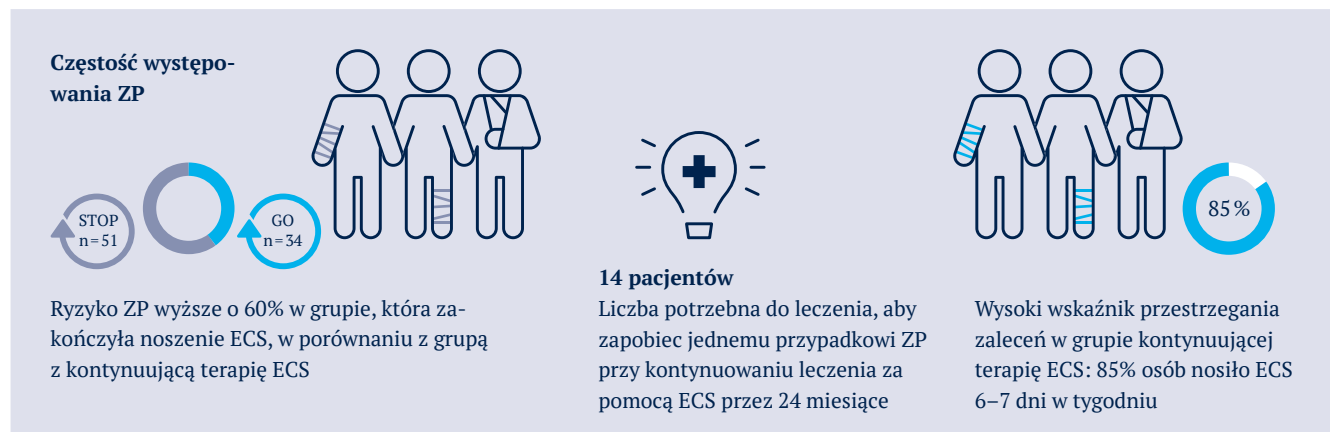 Częstość występo-
wania ZP
STOP
n=51
GO
n=34
Ryzyko ZP wyższe o 60% w grupie, która za-
kończyła noszenie ECS, w porównaniu z grupą
z kontynuującą terapię ECS
14 pacjentów
Liczba potrzebna do leczenia, aby
zapobiec jednemu przypadkowi ZP
przy kontynuowaniu leczenia za
pomocą ECS przez 24 miesiące
85 %
Wysoki wskaźnik przestrzegania
zaleceń w grupie kontynuującej
terapię ECS: 85% osób nosiło ECS
6–7 dni w tygodniu